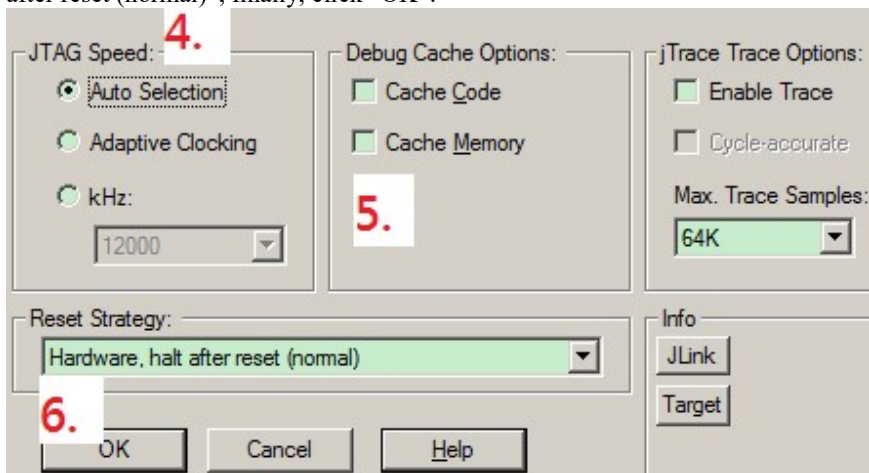 after reset (normal)", finally, click "OK".
4.
JTAG Speed:
Auto Selection
Adaptive Clocking
kHz:
12000
Debug Cache Options:
Cache Code
Cache Memory
5.
jTrace Trace Options:
Enable Trace
Cycle-accurate
Max. Trace Samples:
64K
Reset Strategy:
Hardware, halt after reset (normal)
Info
JLink
Target
6.
OK
Cancel
Help